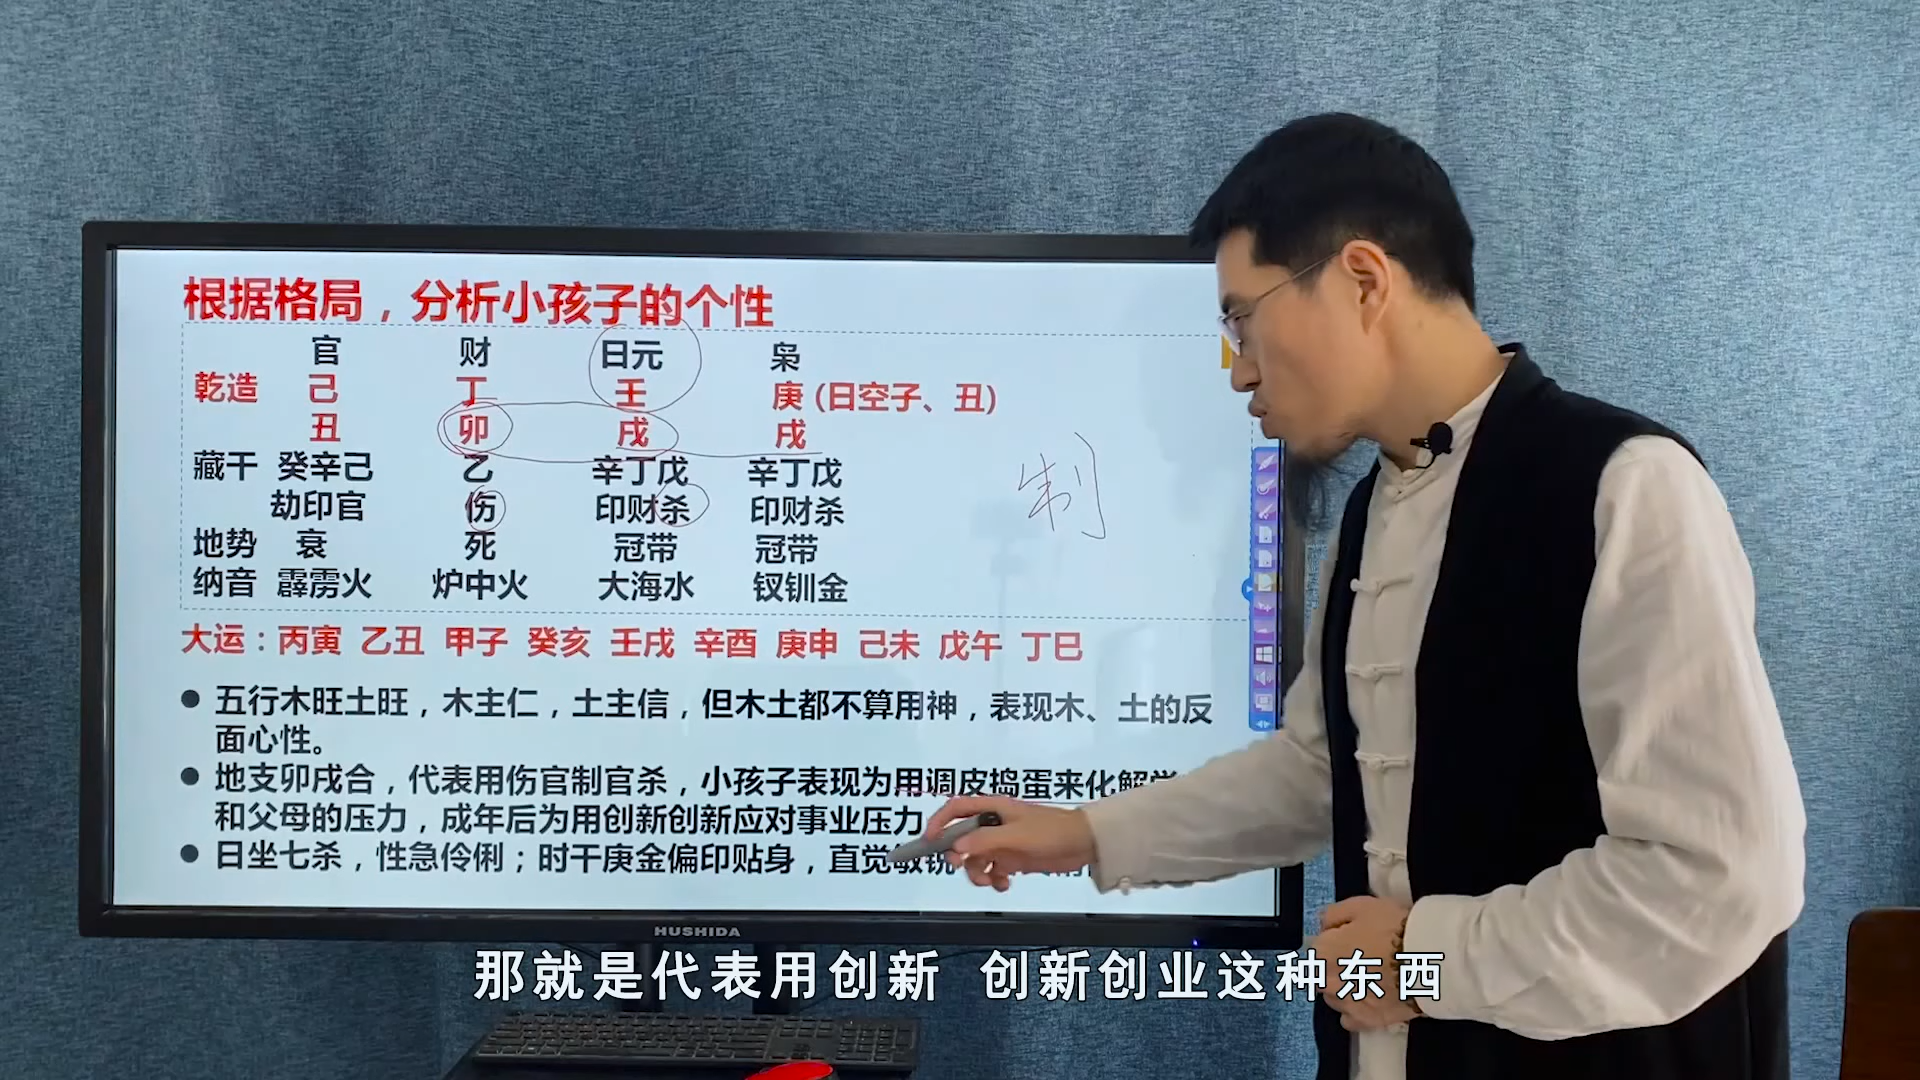 根据格局，分析小孩子的个性
官 财 日元 枭
乾造 己 丁 壬 庚 (日空子、丑)
丑 卯 戌 戌
藏干 癸辛己 乙 辛丁戊 辛丁戊
劫印官 伤 印财杀 印财杀
制
地势 衰 死 冠带 冠带
纳音 霹雳火 炉中火 大海水 钗钏金
大运：丙寅 乙丑 甲子 癸亥 壬戌 辛酉 庚申 己未 戊午 丁巳
● 五行木旺土旺，木主仁，土主信，但木土都不算用神，表现木、土的反
面心性。
● 地支卯戌合，代表用伤官制官杀，小孩子表现为用调皮捣蛋来化解学
和父母的压力，成年后为用创新创新应对事业压力
● 日坐七杀，性急伶俐；时干庚金偏印贴身，直觉敏锐
HUSHIDA
那就是代表用创新 创新创业这种东西